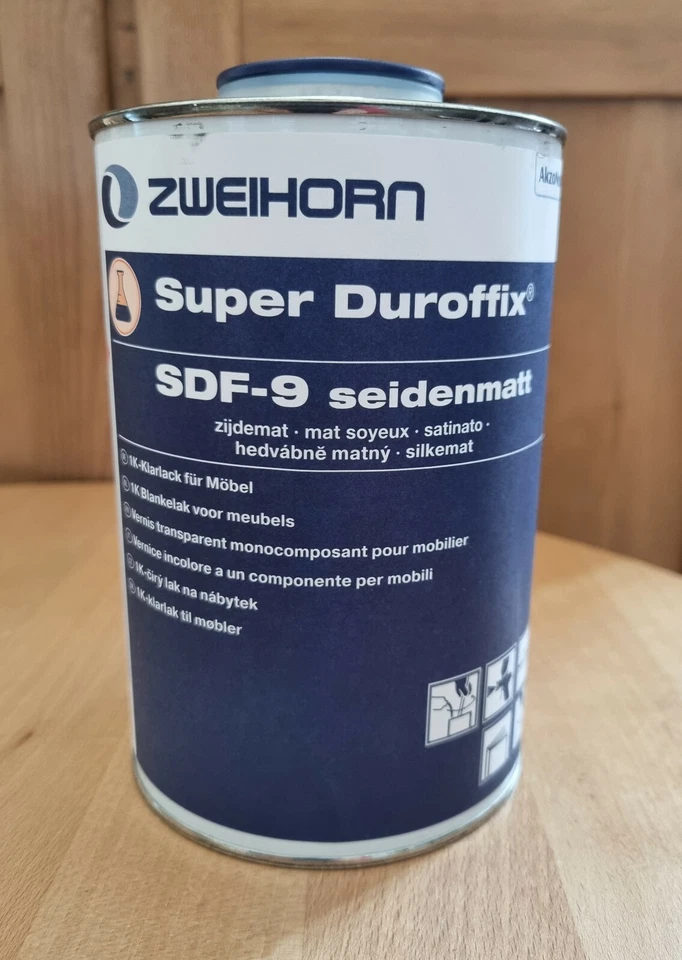 ZWEIHORN
Super Duroffix®
SDF-9 seidenmatt
zijdemat · mat soyeux · satinato ·
hedvábně matný · silkemat
1K-Klarlack für Möbel
1K Blankelak voor meubels
Vernis transparent monocomposant pour mobilier
Vernice incolore a un componente per mobili
1K-čirý lak na nábytek
1K-klarlak til møbler